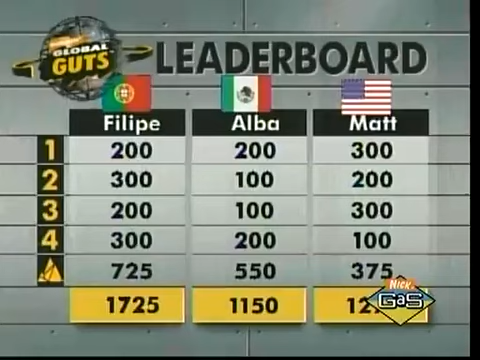 GLOBAL GUTS LEADERBOARD
Filipe Alba Matt
1 200 200 300
2 300 100 200
3 200 100 300
4 300 200 100
725 550 375
1725 1150
NICK
GaS